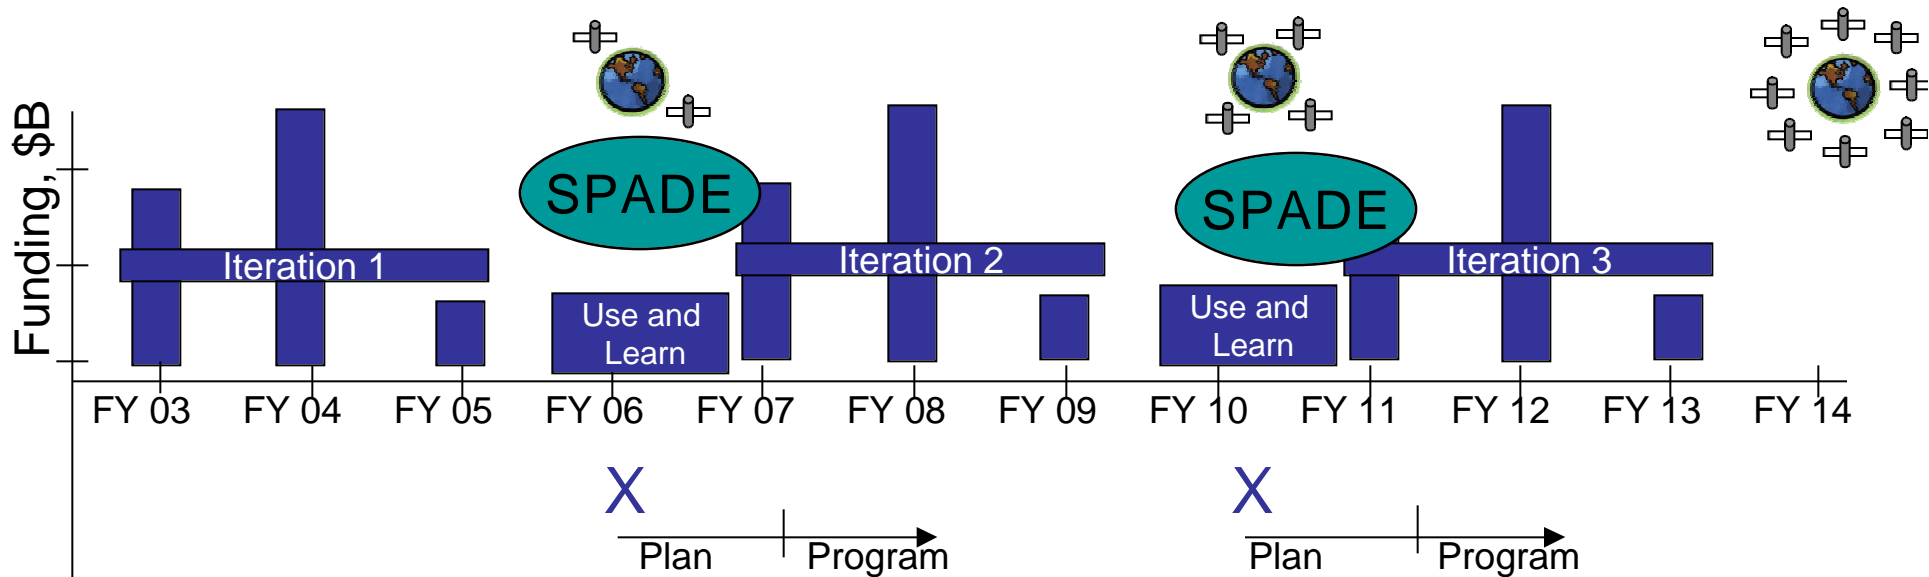 Funding, $B
SPADE
SPADE
Iteration 1
Iteration 2
Iteration 3
Use and
Learn
Use and
Learn
FY 03
FY 04
FY 05
FY 06
FY 07
FY 08
FY 09
FY 10
FY 11
FY 12
FY 13
FY 14
X
X
Plan
Program
Plan
Program